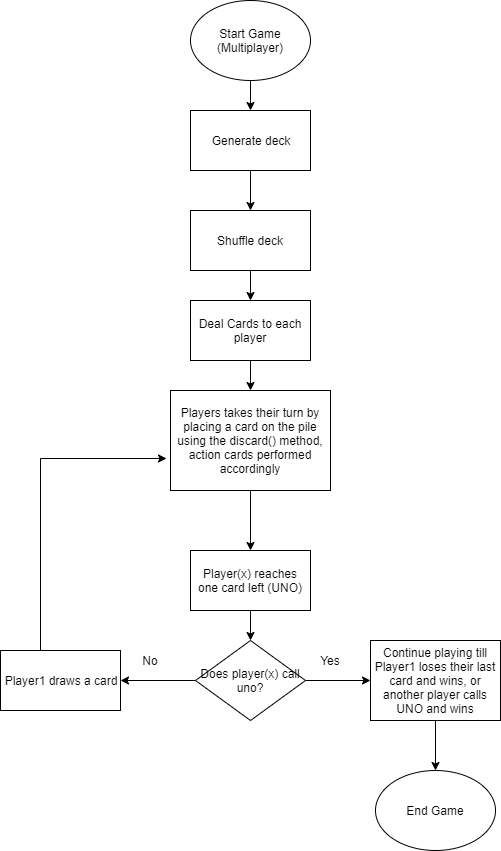 Start Game
(Multiplayer)
Generate deck
Shuffle deck
Deal Cards to each
player
Players takes their turn by
placing a card on the pile
using the discard() method,
action cards performed
accordingly
Player(x) reaches
one card left (UNO)
Does player(x) call
uno?
No
Yes
Player1 draws a card
Continue playing till
Player1 loses their last
card and wins, or
another player calls
UNO and wins
End Game